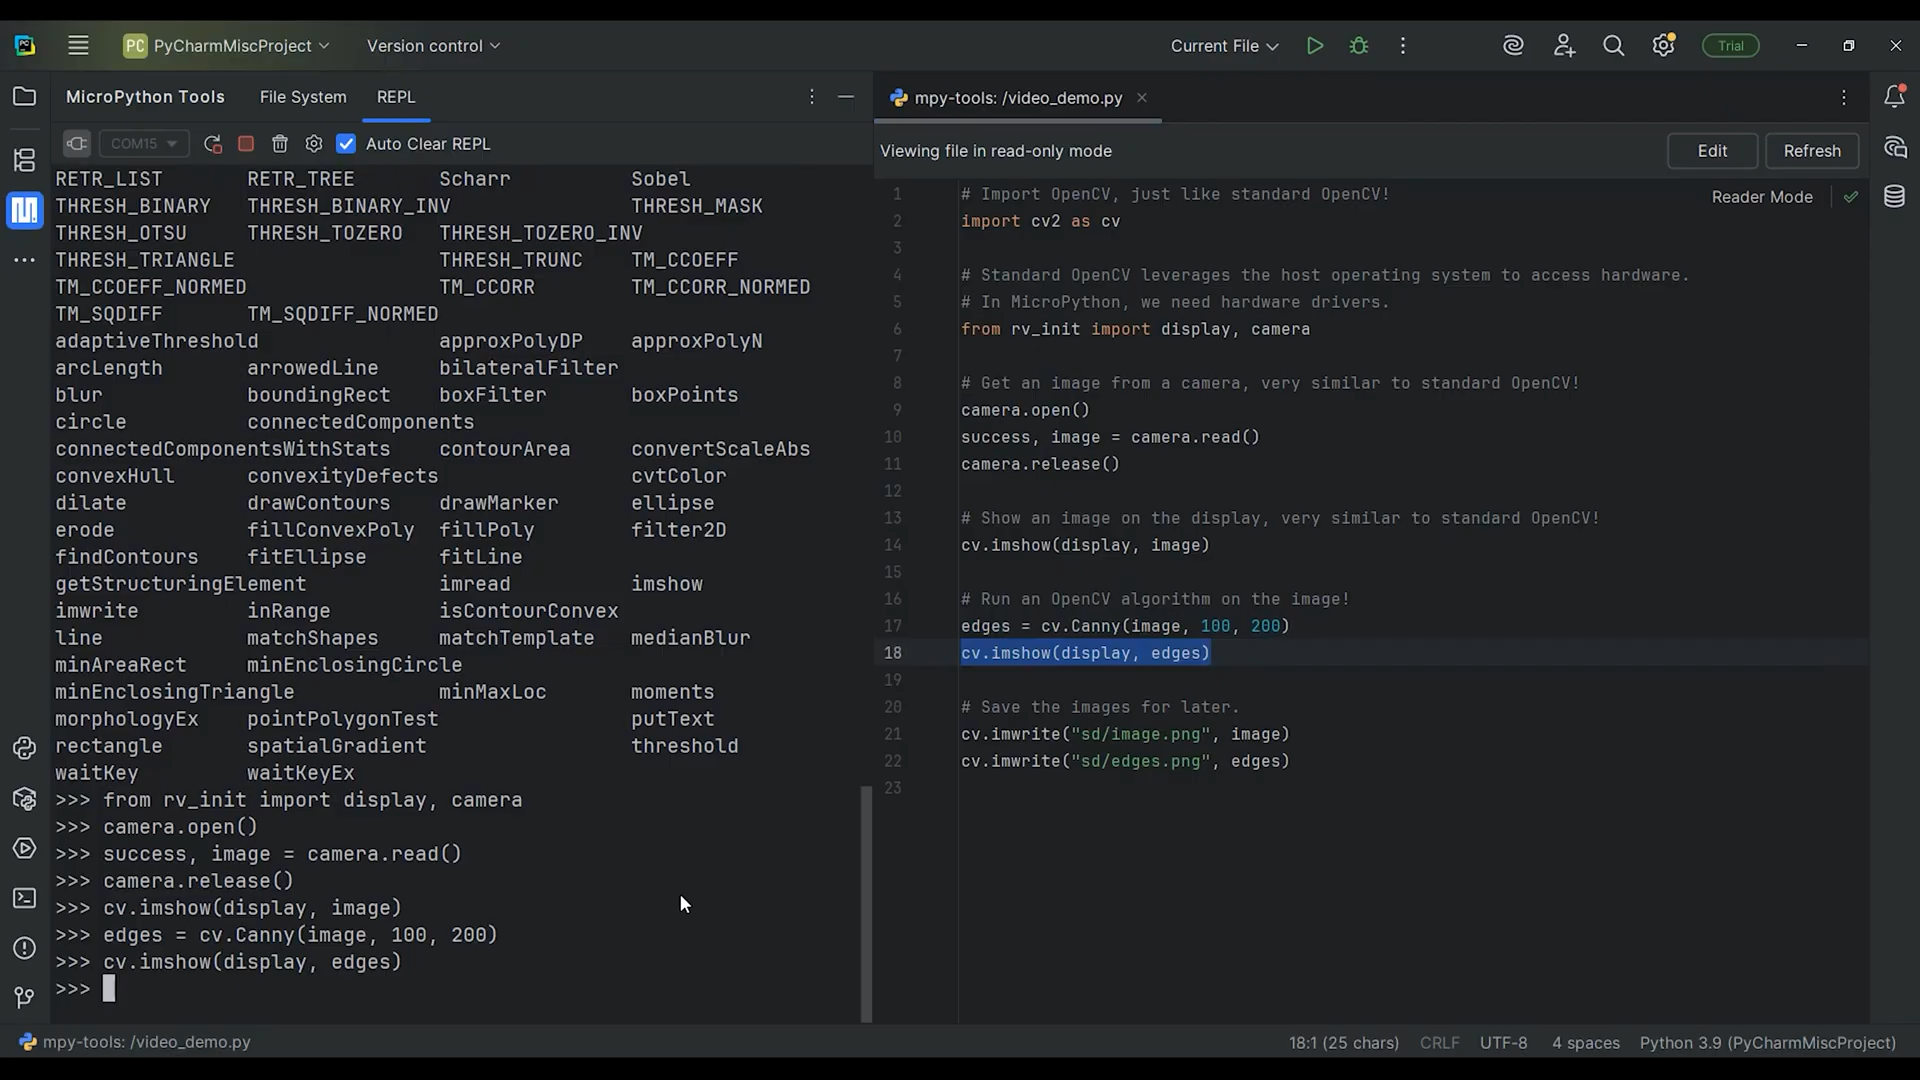 PC PyCharmMiscProject Version control Current File Trial
MicroPython Tools File System REPL
COM15 Auto Clear REPL
RETR_LIST RETR_TREE Scharr Sobel
THRESH_BINARY THRESH_BINARY_INV THRESH_MASK
THRESH_OTSU THRESH_TOZERO THRESH_TOZERO_INV
THRESH_TRIANGLE THRESH_TRUNC TM_CCOEFF
TM_CCOEFF_NORMED TM_CCORR TM_CCORR_NORMED
TM_SQDIFF TM_SQDIFF_NORMED
adaptiveThreshold approxPolyDP approxPolyN
arcLength arrowedLine bilateralFilter
blur boundingRect boxFilter boxPoints
circle connectedComponents
connectedComponentsWithStats contourArea convertScaleAbs
convexHull convexityDefects cvtColor
dilate drawContours drawMarker ellipse
erode fillConvexPoly fillPoly filter2D
findContours fitEllipse fitLine
getStructuringElement imread imshow
imwrite inRange isContourConvex
line matchShapes matchTemplate medianBlur
minAreaRect minEnclosingCircle
minEnclosingTriangle minMaxLoc moments
morphologyEx pointPolygonTest putText
rectangle spatialGradient threshold
waitKey waitKeyEx
>>> from rv_init import display, camera
>>> camera.open()
>>> success, image = camera.read()
>>> camera.release()
>>> cv.imshow(display, image)
>>> edges = cv.Canny(image, 100, 200)
>>> cv.imshow(display, edges)
>>>
mpy-tools: /video_demo.py
Viewing file in read-only mode Edit Refresh
Reader Mode
1 # Import OpenCV, just like standard OpenCV!
2 import cv2 as cv
3
4 # Standard OpenCV leverages the host operating system to access hardware.
5 # In MicroPython, we need hardware drivers.
6 from rv_init import display, camera
7
8 # Get an image from a camera, very similar to standard OpenCV!
9 camera.open()
10 success, image = camera.read()
11 camera.release()
12
13 # Show an image on the display, very similar to standard OpenCV!
14 cv.imshow(display, image)
15
16 # Run an OpenCV algorithm on the image!
17 edges = cv.Canny(image, 100, 200)
18 cv.imshow(display, edges)
19
20 # Save the images for later.
21 cv.imwrite("sd/image.png", image)
22 cv.imwrite("sd/edges.png", edges)
23
mpy-tools: /video_demo.py 18:1 (25 chars) CRLF UTF-8 4 spaces Python 3.9 (PyCharmMiscProject)